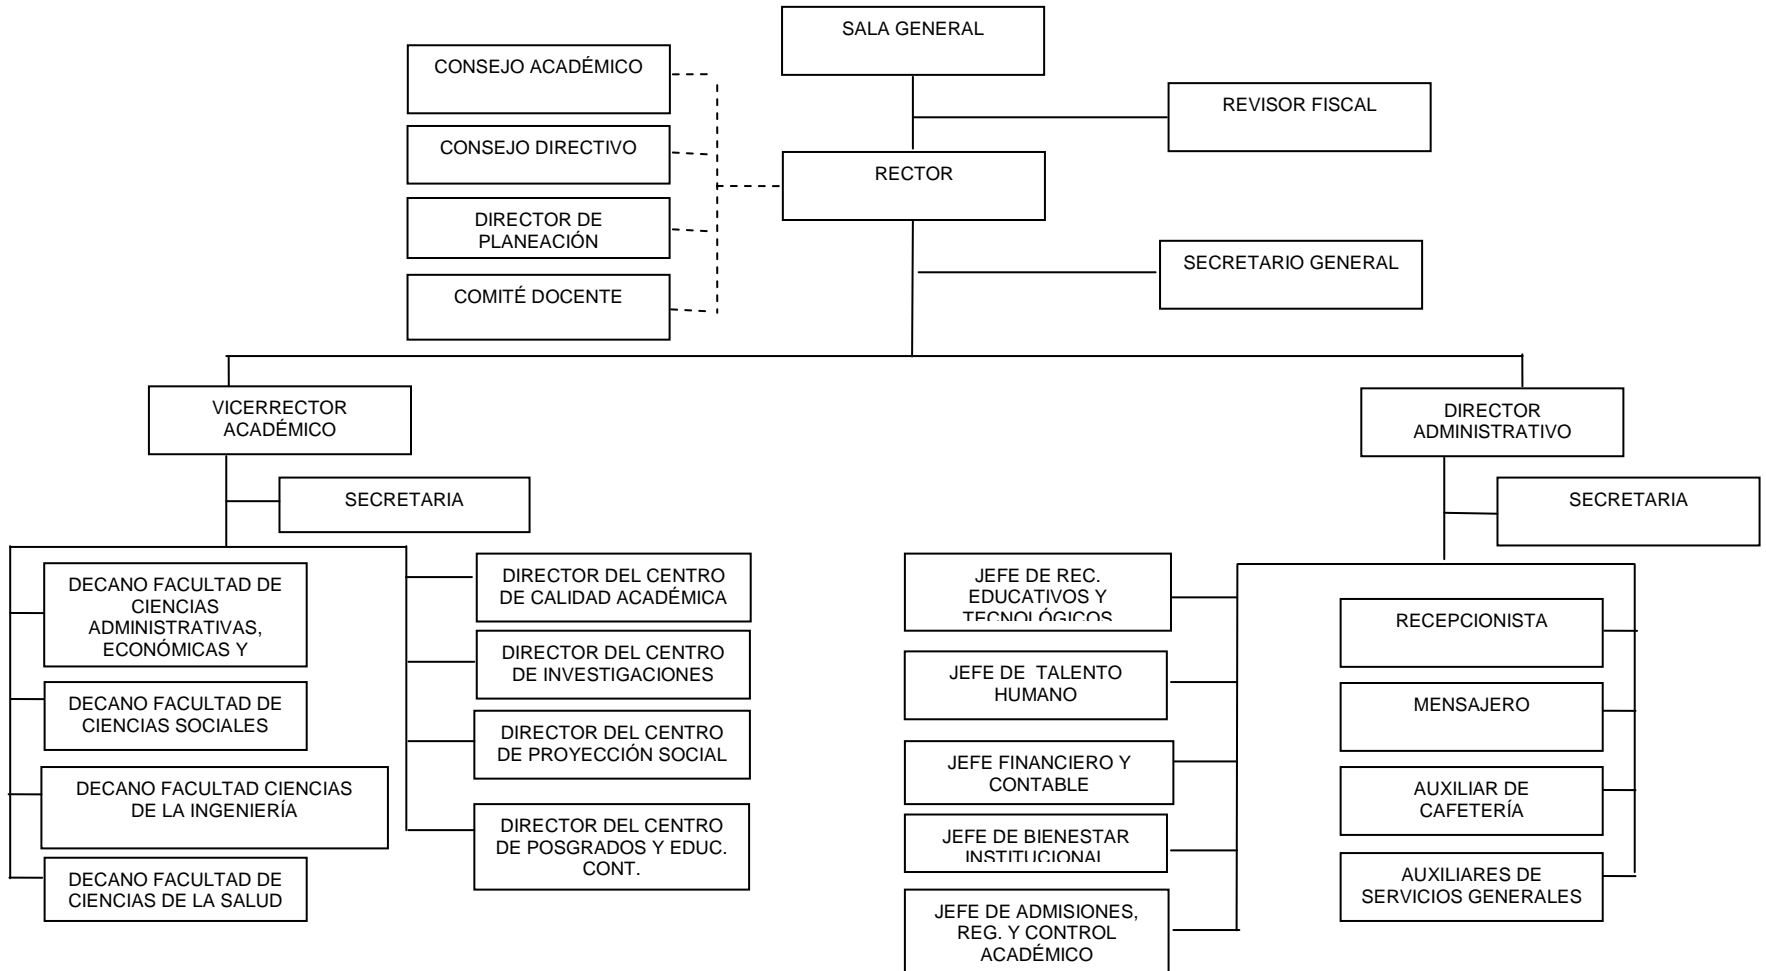 SALA GENERAL
CONSEJO ACADÉMICO
REVISOR FISCAL
CONSEJO DIRECTIVO
RECTOR
DIRECTOR DE
PLANEACIÓN
SECRETARIO GENERAL
COMITÉ DOCENTE
VICERRECTOR
ACADÉMICO
DIRECTOR
ADMINISTRATIVO
SECRETARIA
SECRETARIA
DECANO FACULTAD DE
CIENCIAS
ADMINISTRATIVAS,
ECONÓMICAS Y
DECANO FACULTAD DE
CIENCIAS SOCIALES
DECANO FACULTAD CIENCIAS
DE LA INGENIERÍA
DECANO FACULTAD DE
CIENCIAS DE LA SALUD
DIRECTOR DEL CENTRO
DE CALIDAD ACADÉMICA
DIRECTOR DEL CENTRO
DE INVESTIGACIONES
DIRECTOR DEL CENTRO
DE PROYECCIÓN SOCIAL
DIRECTOR DEL CENTRO
DE POSGRADOS Y EDUC.
CONT.
JEFE DE REC.
EDUCATIVOS Y
TECNOLÓGICOS
JEFE DE TALENTO
HUMANO
JEFE FINANCIERO Y
CONTABLE
JEFE DE BIENESTAR
INSTITUCIONAL
JEFE DE ADMISIONES,
REG. Y CONTROL
ACADÉMICO
RECEPCIONISTA
MENSAJERO
AUXILIAR DE
CAFETERÍA
AUXILIARES DE
SERVICIOS GENERALES